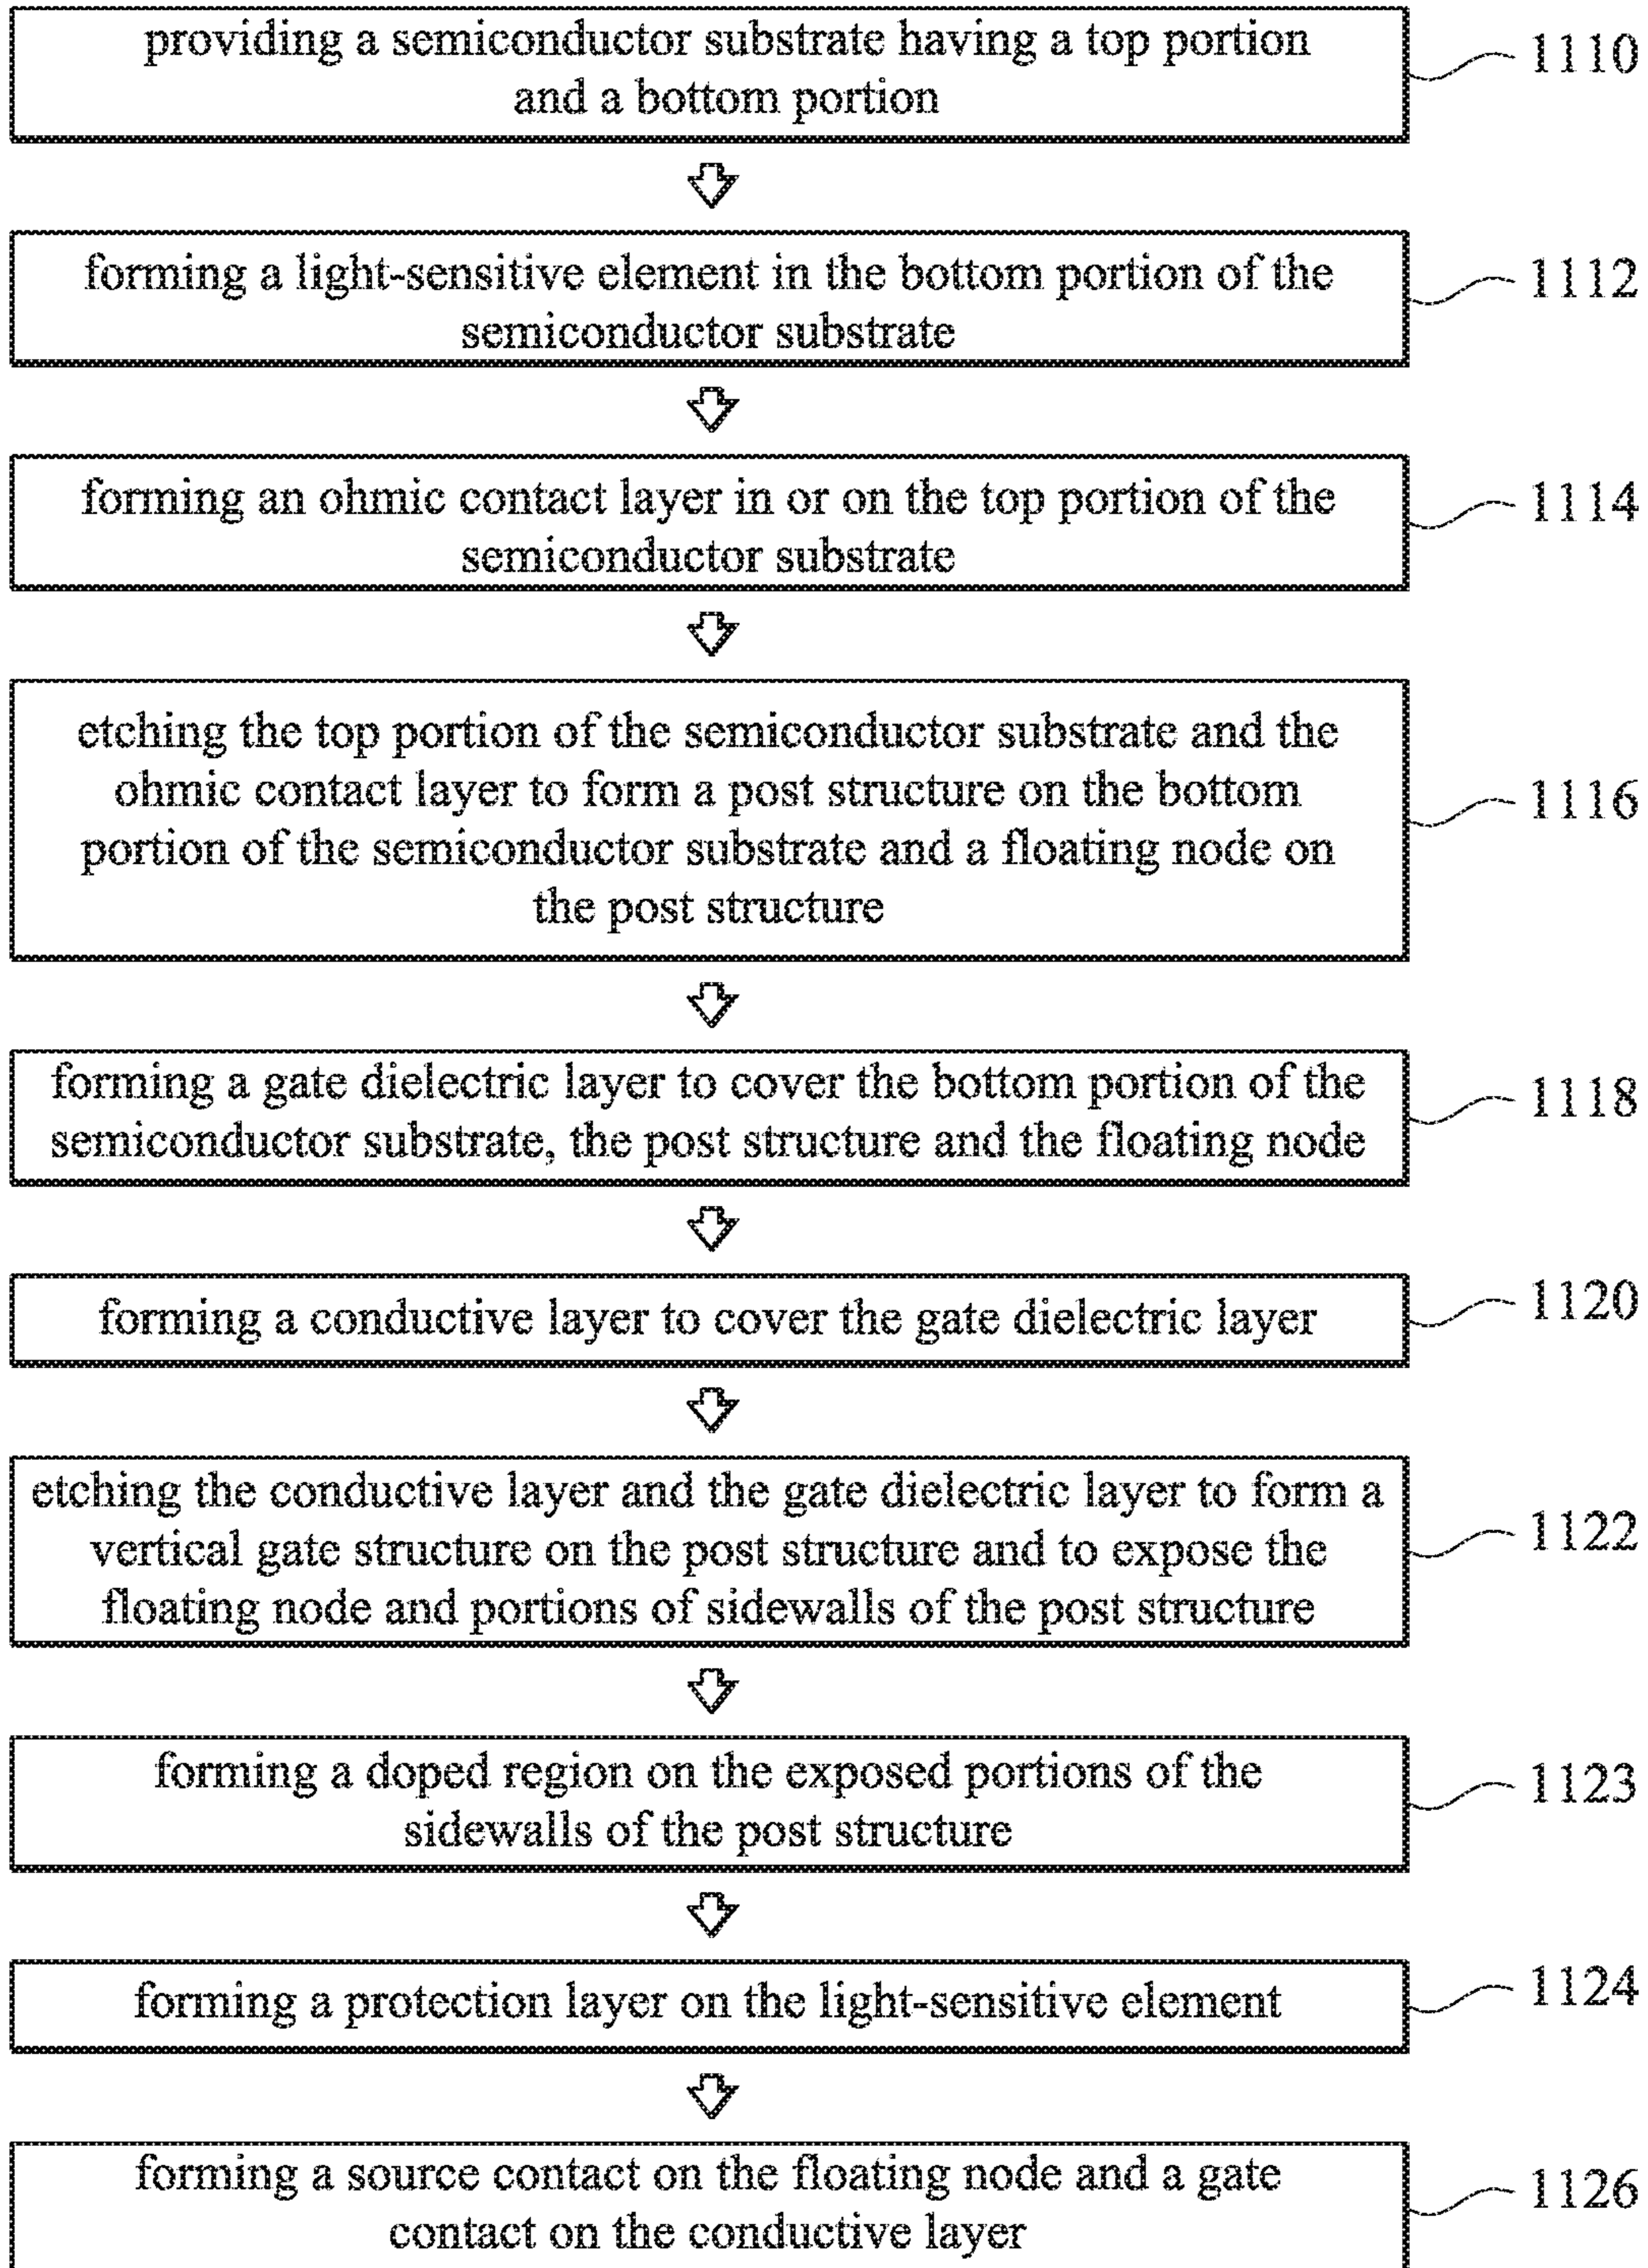 providing a semiconductor substrate having a top portion
and a bottom portion
1110
forming a light-sensitive element in the bottom portion of the
semiconductor substrate
1112
forming an ohmic contact layer in or on the top portion of the
semiconductor substrate
1114
etching the top portion of the semiconductor substrate and the
ohmic contact layer to form a post structure on the bottom
portion of the semiconductor substrate and a floating node on
the post structure
1116
forming a gate dielectric layer to cover the bottom portion of the
semiconductor substrate, the post structure and the floating node
1118
forming a conductive layer to cover the gate dielectric layer
1120
etching the conductive layer and the gate dielectric layer to form a
vertical gate structure on the post structure and to expose the
floating node and portions of sidewalls of the post structure
1122
forming a doped region on the exposed portions of the
sidewalls of the post structure
1123
forming a protection layer on the light-sensitive element
1124
forming a source contact on the floating node and a gate
contact on the conductive layer
1126